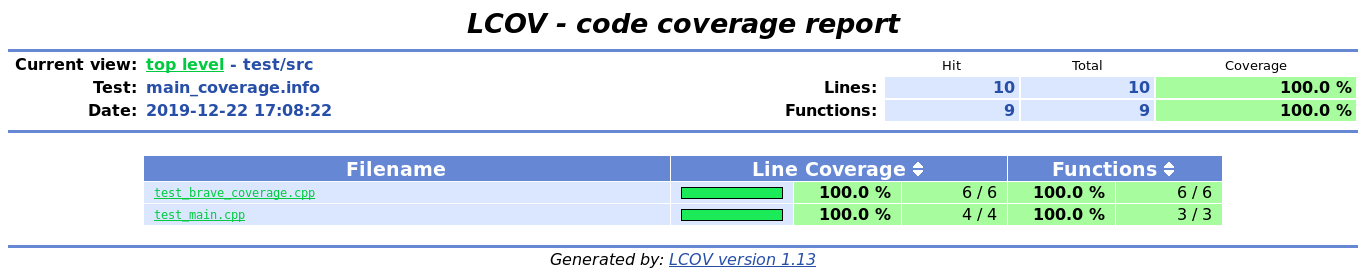 LCOV - code coverage report
Current view: top level - test/src Hit Total Coverage
Test: main_coverage.info Lines: 10 10 100.0 %
Date: 2019-12-22 17:08:22 Functions: 9 9 100.0 %
Filename Line Coverage Functions
test_brave_coverage.cpp 100.0 % 6 / 6 100.0 % 6 / 6
test_main.cpp 100.0 % 4 / 4 100.0 % 3 / 3
Generated by: LCOV version 1.13